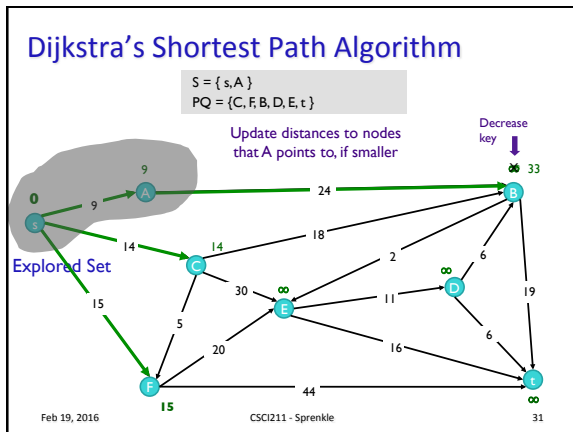 Dijkstra's Shortest Path Algorithm
S = { s, A }
PQ = {C, F, B, D, E, t }
Update distances to nodes
that A points to, if smaller
Decrease
key
9
∞ 33
0
A
24
B
9
s
14
14
18
2
6
C
∞
Explored Set
∞
30
D
15
E
11
19
5
20
16
6
F
44
t
15
∞
Feb 19, 2016
CSCI211 - Sprenkle
31